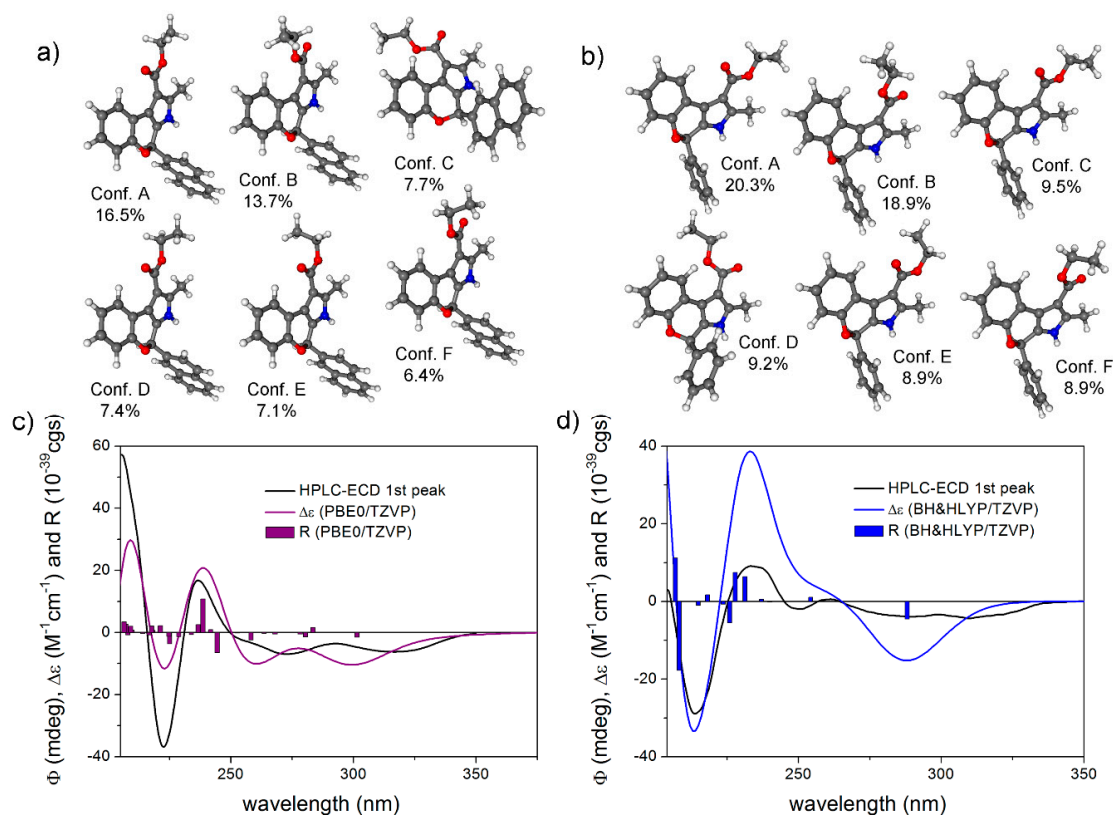 a)
Conf. A
16.5%
Conf. B
13.7%
Conf. C
7.7%
Conf. D
7.4%
Conf. E
7.1%
Conf. F
6.4%
b)
Conf. A
20.3%
Conf. B
18.9%
Conf. C
9.5%
Conf. D
9.2%
Conf. E
8.9%
Conf. F
8.9%
c)
Φ (mdeg), Δε (M⁻¹cm⁻¹) and R (10⁻³⁹cgs)
60
40
20
0
-20
-40
HPLC-ECD 1st peak
Δε (PBE0/TZVP)
R (PBE0/TZVP)
250 300 350
wavelength (nm)
d)
Φ (mdeg), Δε (M⁻¹cm⁻¹) and R (10⁻³⁹cgs)
40
20
0
-20
-40
HPLC-ECD 1st peak
Δε (BH&HLYP/TZVP)
R (BH&HLYP/TZVP)
250 300 350
wavelength (nm)